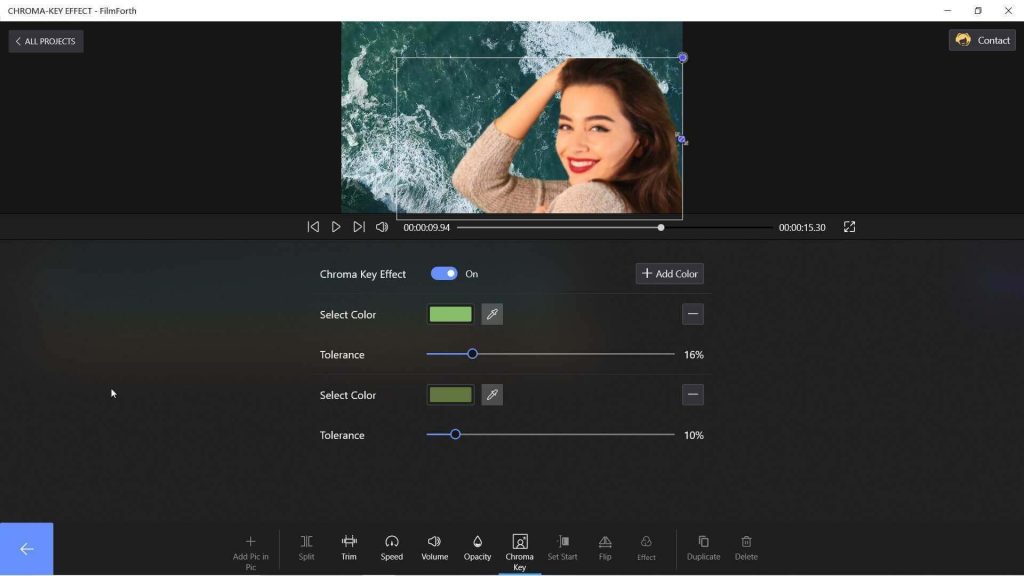 CHROMA-KEY EFFECT - FilmForth
ALL PROJECTS
Contact
00:00:09.94
00:00:15.30
Chroma Key Effect On + Add Color
Select Color
Tolerance 16%
Select Color
Tolerance 10%
Add Pic in
Pic
Split
Trim
Speed
Volume
Opacity
Chroma
Key
Set Start
Flip
Effect
Duplicate
Delete